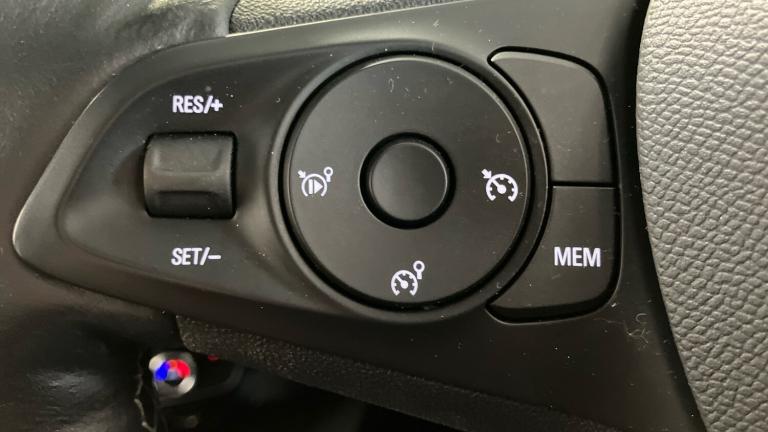 RES/+
SET/–
MEM